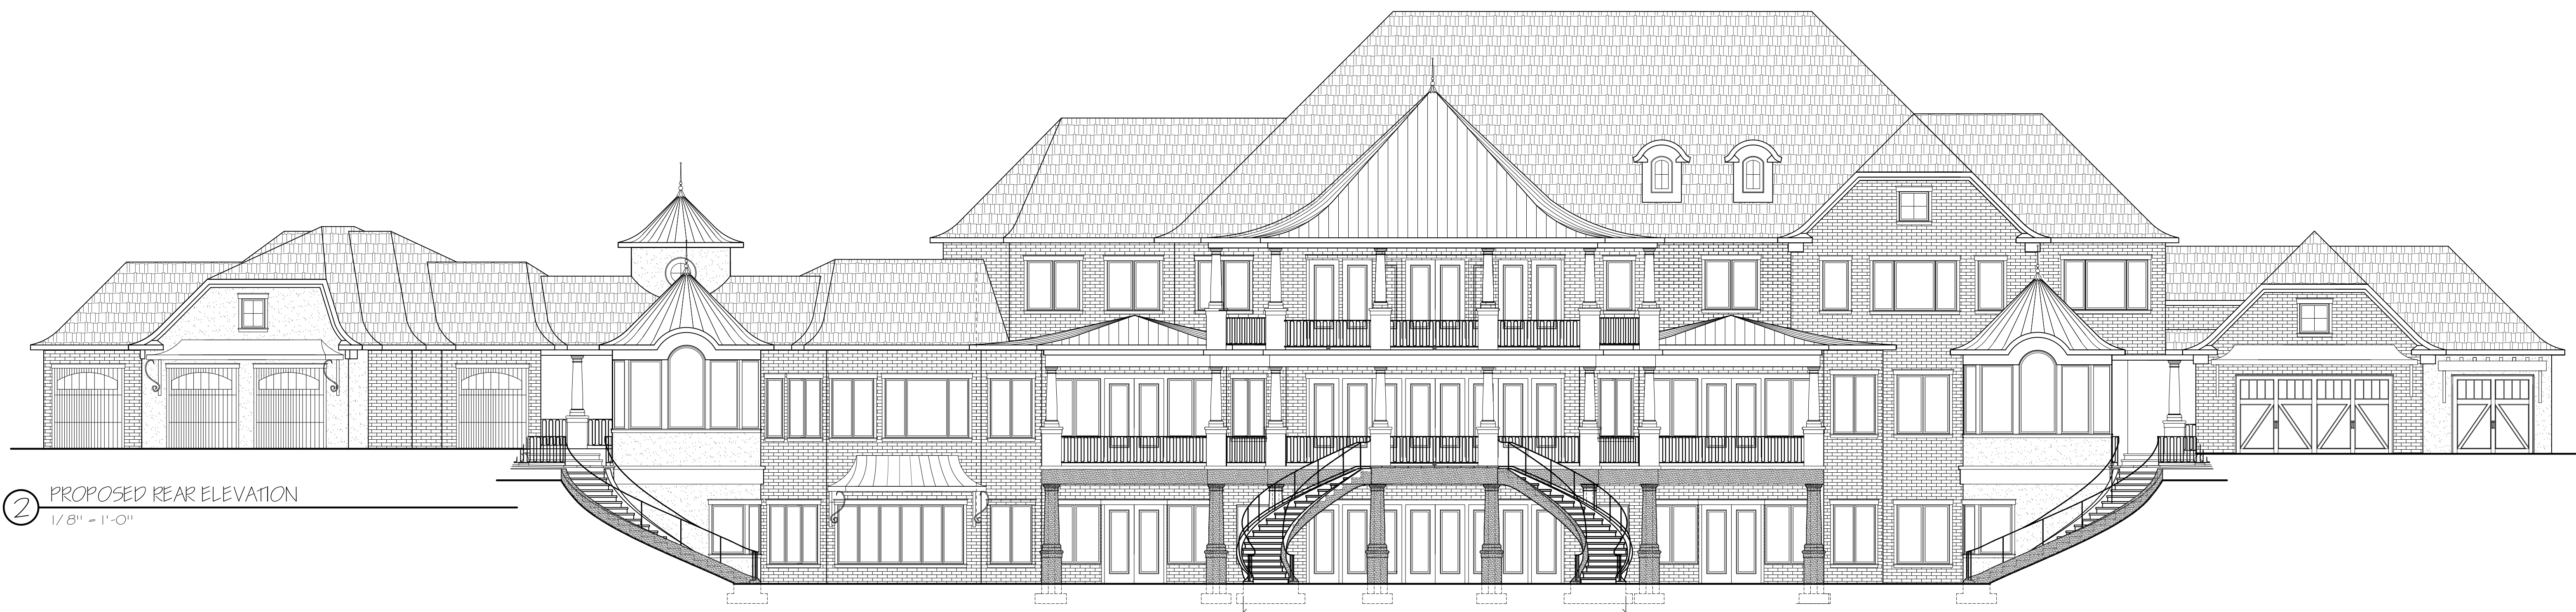 2
PROPOSED REAR ELEVATION
1/8" = 1'-0"